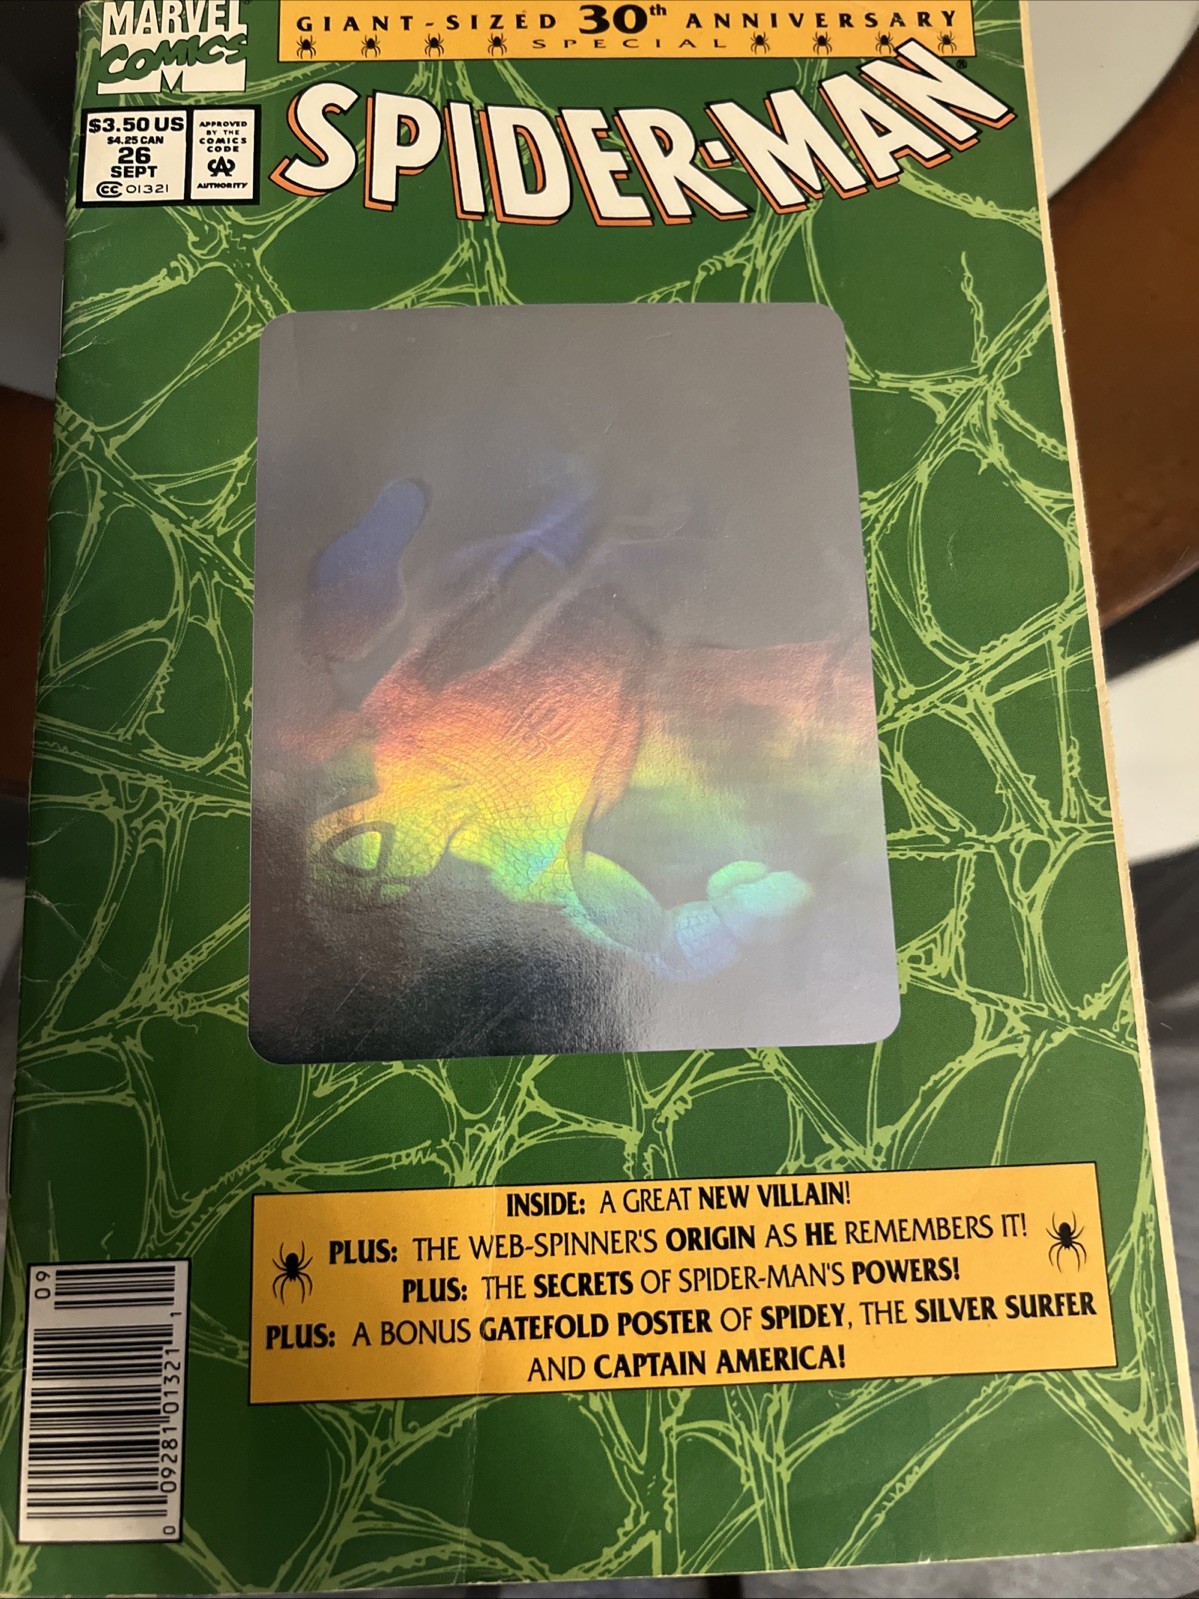 MARVEL
COMICS
M
GIANT-SIZED 30th ANNIVERSARY
SPECIAL
SPIDER-MAN®
$3.50 US
$4.25 CAN
26
SEPT
CC 01321
APPROVED
BY THE
COMICS
CODE
CA
AUTHORITY
INSIDE: A GREAT NEW VILLAIN!
PLUS: THE WEB-SPINNER'S ORIGIN AS HE REMEMBERS IT!
PLUS: THE SECRETS OF SPIDER-MAN'S POWERS!
PLUS: A BONUS GATEFOLD POSTER OF SPIDEY, THE SILVER SURFER
AND CAPTAIN AMERICA!
09
0 09281 01321 1